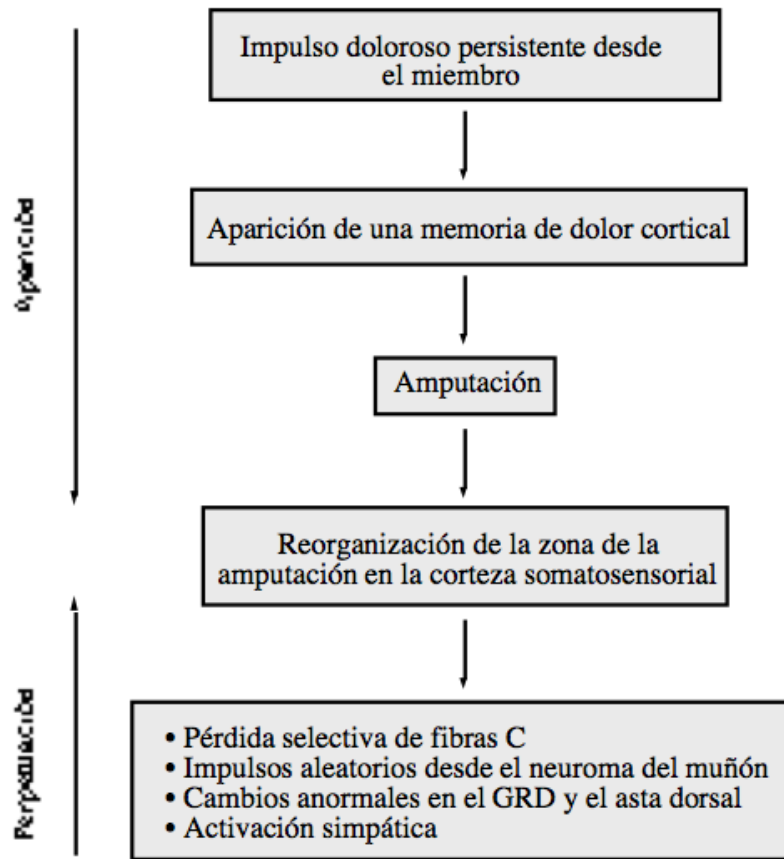 Impulso doloroso persistente desde
el miembro
Aparición de una memoria de dolor cortical
Amputación
Reorganización de la zona de la
amputación en la corteza somatosensorial
• Pérdida selectiva de fibras C
• Impulsos aleatorios desde el neuroma del muñón
• Cambios anormales en el GRD y el asta dorsal
• Activación simpática
Aparición
Perpetuación